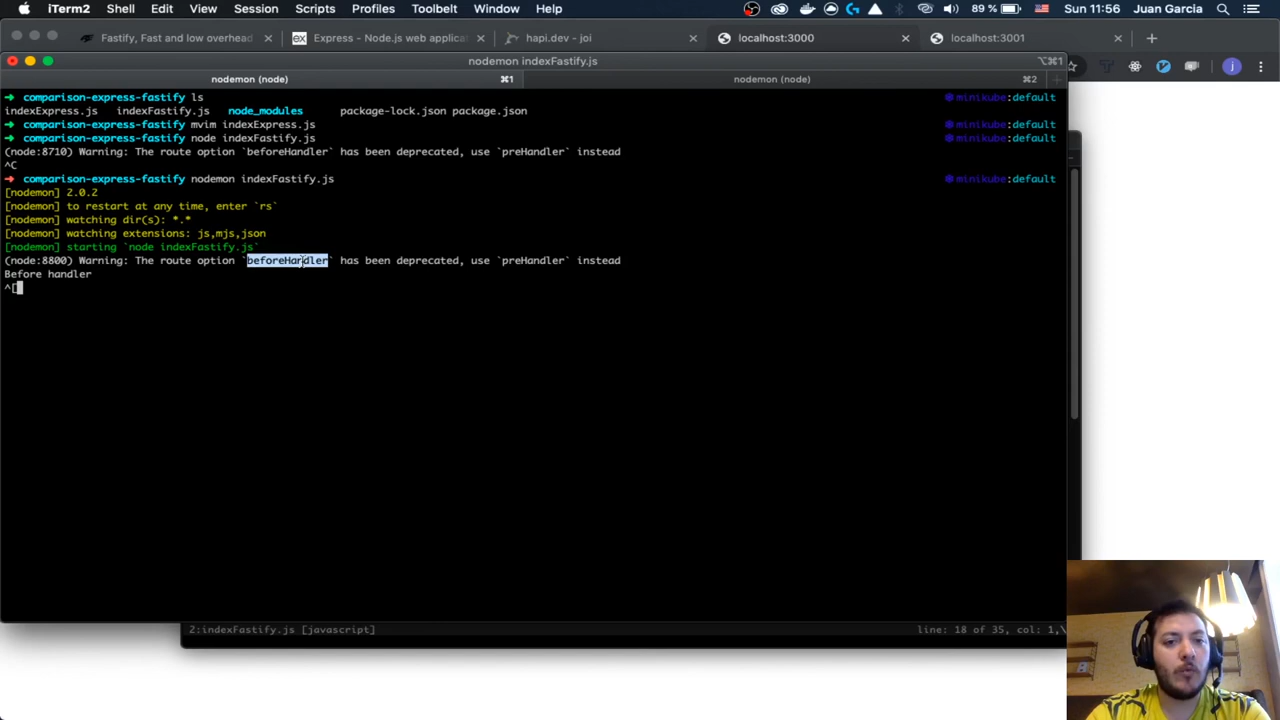 iTerm2 Shell Edit View Session Scripts Profiles Toolbelt Window Help 89 % Sun 11:56 Juan Garcia
Fastify, Fast and low overhead Express - Node.js web applicat hapi.dev - joi localhost:3000 localhost:3001
nodemon indexFastify.js ⌥⌘1
nodemon (node) ⌘1 nodemon (node) ⌘2
➜ comparison-express-fastify ls minikube:default
indexExpress.js indexFastify.js node_modules package-lock.json package.json
➜ comparison-express-fastify mvim indexExpress.js minikube:default
➜ comparison-express-fastify node indexFastify.js minikube:default
(node:8710) Warning: The route option `beforeHandler` has been deprecated, use `preHandler` instead
^C
➜ comparison-express-fastify nodemon indexFastify.js minikube:default
[nodemon] 2.0.2
[nodemon] to restart at any time, enter `rs`
[nodemon] watching dir(s): *.*
[nodemon] watching extensions: js,mjs,json
[nodemon] starting `node indexFastify.js`
(node:8800) Warning: The route option `beforeHandler` has been deprecated, use `preHandler` instead
Before handler
^[
2:indexFastify.js [javascript] line: 18 of 35, col: 1,\